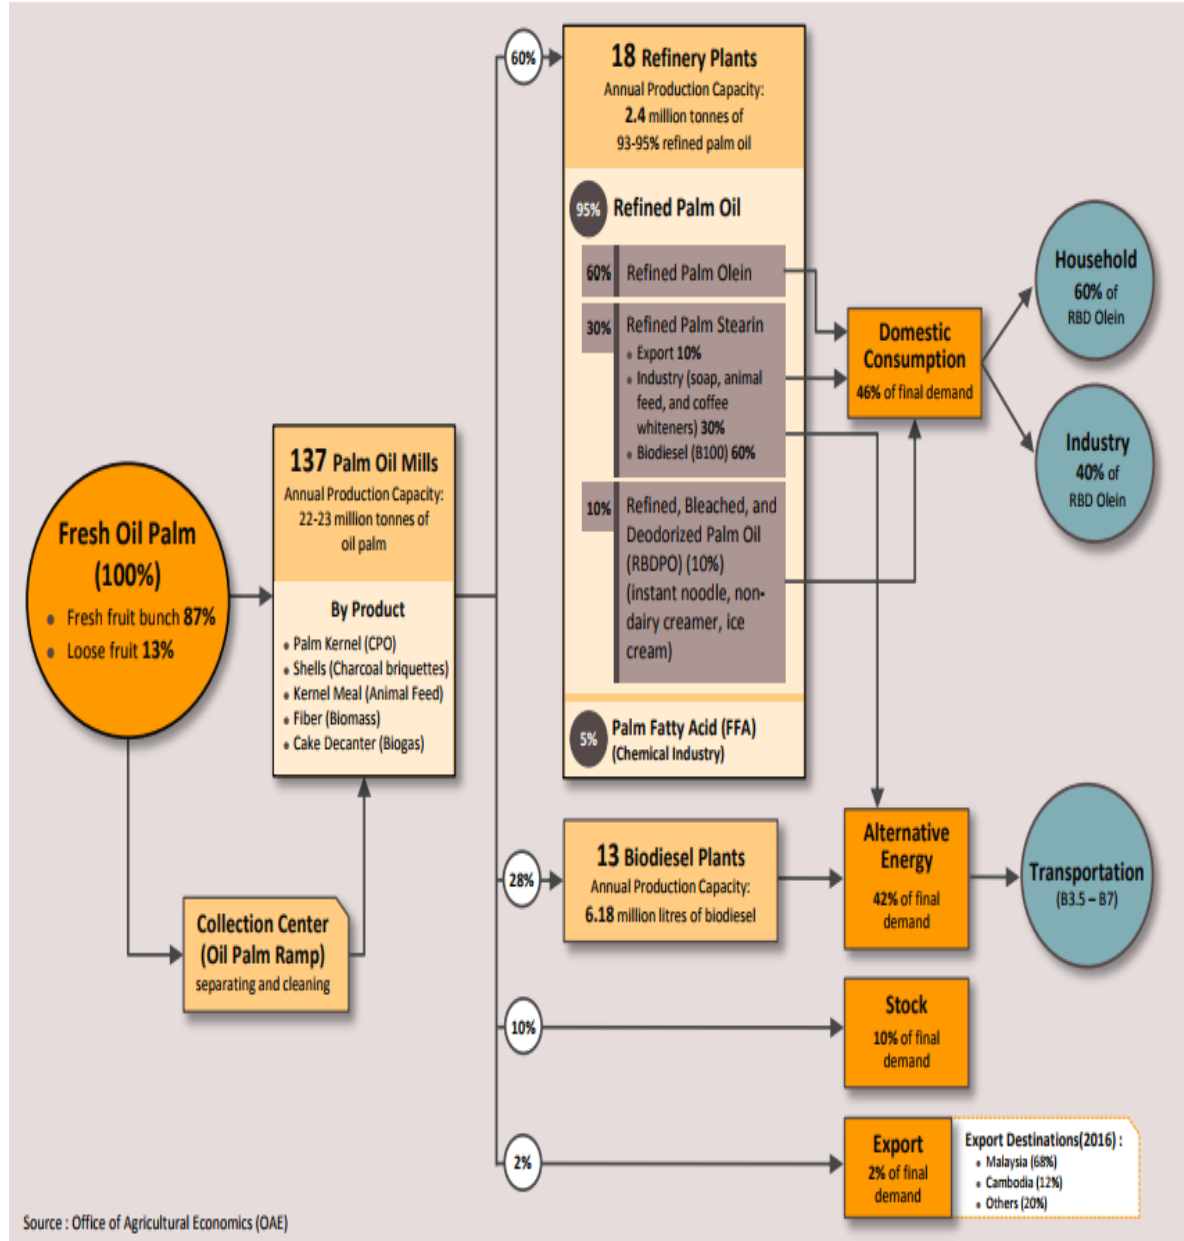 Fresh Oil Palm
(100%)
• Fresh fruit bunch 87%
• Loose fruit 13%
Collection Center
(Oil Palm Ramp)
separating and cleaning
137 Palm Oil Mills
Annual Production Capacity:
22-23 million tonnes of
oil palm
By Product
• Palm Kernel (CPO)
• Shells (Charcoal briquettes)
• Kernel Meal (Animal Feed)
• Fiber (Biomass)
• Cake Decanter (Biogas)
60%
18 Refinery Plants
Annual Production Capacity:
2.4 million tonnes of
93-95% refined palm oil
95% Refined Palm Oil
60% Refined Palm Olein
30% Refined Palm Stearin
• Export 10%
• Industry (soap, animal
feed, and coffee
whiteners) 30%
• Biodiesel (B100) 60%
10% Refined, Bleached, and
Deodorized Palm Oil
(RBDPO) (10%)
(instant noodle, non-
dairy creamer, ice
cream)
5% Palm Fatty Acid (FFA)
(Chemical Industry)
Domestic
Consumption
46% of final demand
Household
60% of
RBD Olein
Industry
40% of
RBD Olein
28%
13 Biodiesel Plants
Annual Production Capacity:
6.18 million litres of biodiesel
Alternative
Energy
42% of final
demand
Transportation
(B3.5 – B7)
10%
Stock
10% of final
demand
2%
Export
2% of final
demand
Export Destinations(2016) :
• Malaysia (68%)
• Cambodia (12%)
• Others (20%)
Source : Office of Agricultural Economics (OAE)